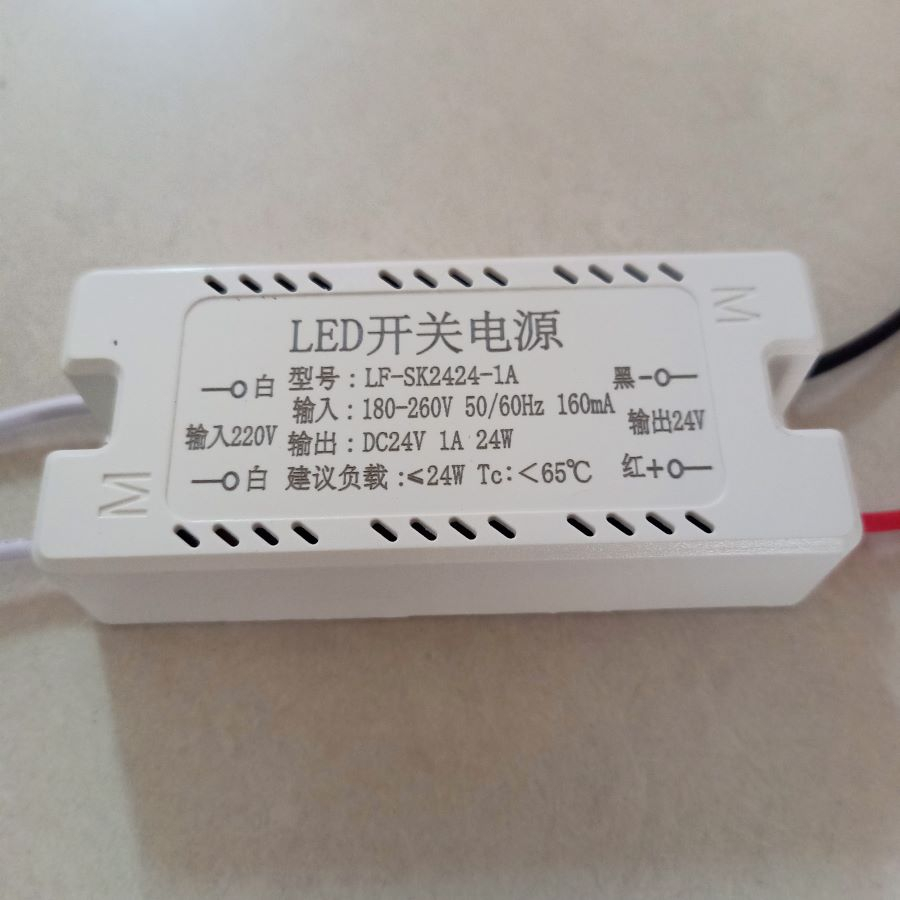 LED开关电源
白 型号：LF-SK2424-1A 黑-
输入：180-260V 50/60Hz 160mA
输入220V 输出：DC24V 1A 24W 输出24V
白 建议负载：≤24W Tc：＜65℃ 红+
M
M